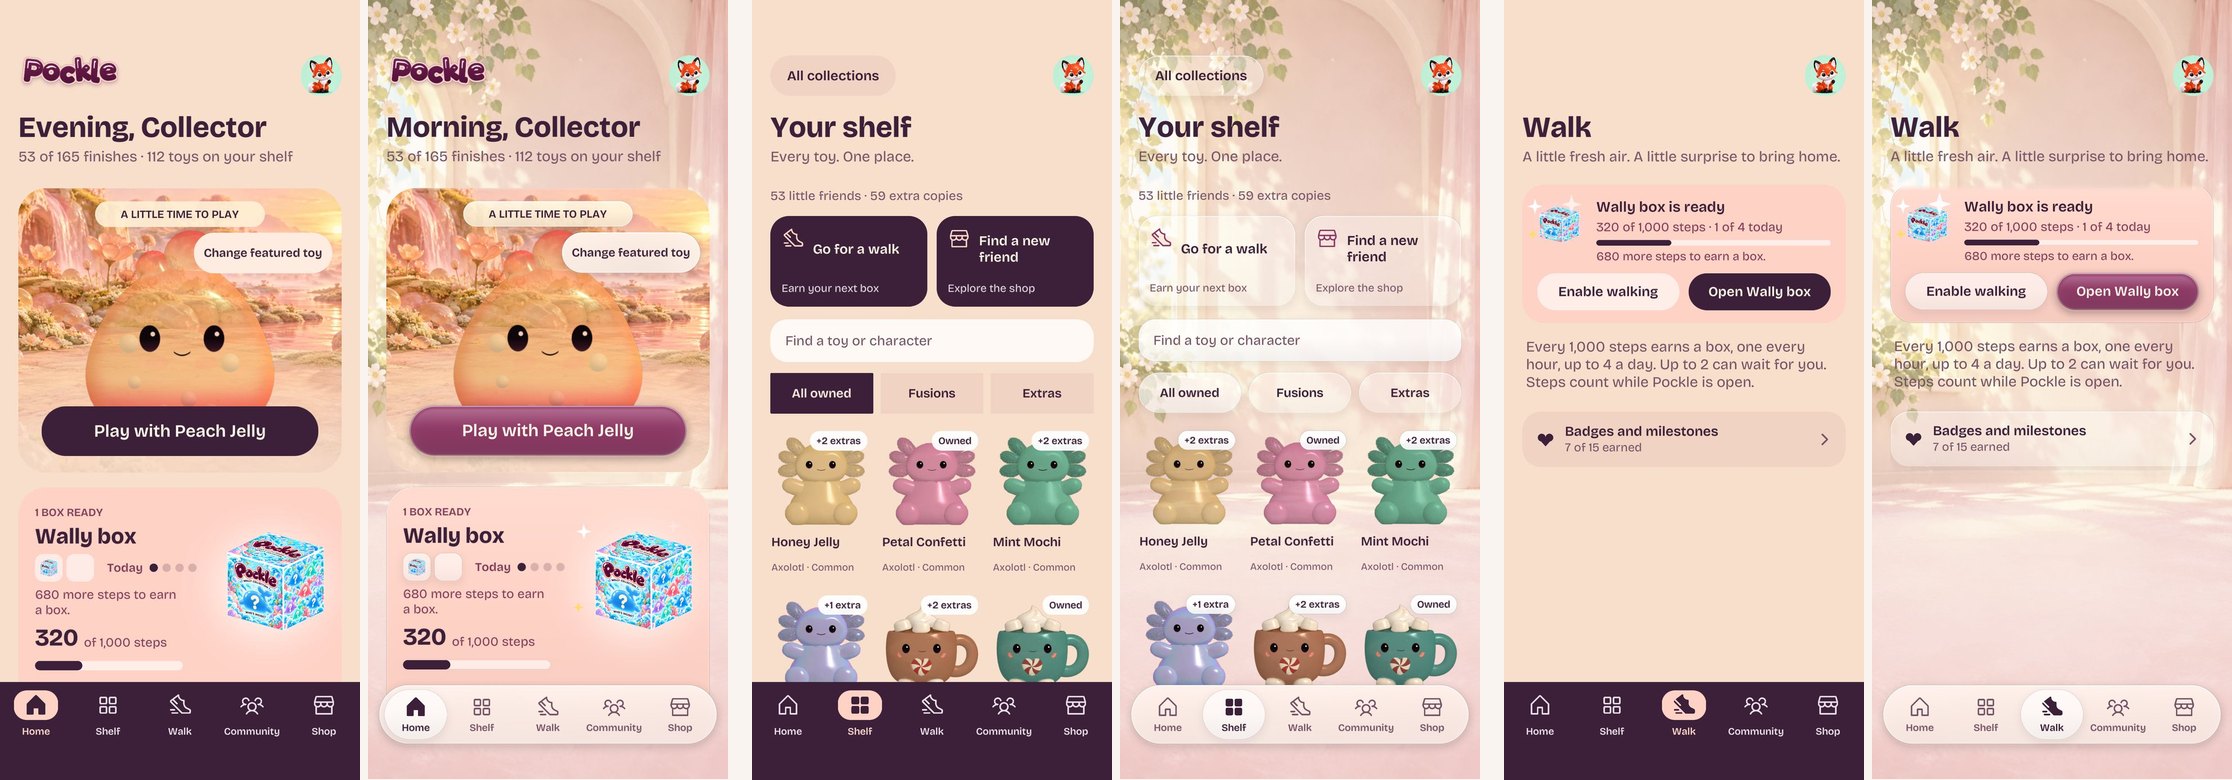 Pockle
Evening, Collector
53 of 165 finishes · 112 toys on your shelf
A LITTLE TIME TO PLAY
Change featured toy
Play with Peach Jelly
1 BOX READY
Wally box
Today
680 more steps to earn
a box.
320 of 1,000 steps
Pockle
?
Home
Shelf
Walk
Community
Shop
Pockle
Morning, Collector
53 of 165 finishes · 112 toys on your shelf
A LITTLE TIME TO PLAY
Change featured toy
Play with Peach Jelly
1 BOX READY
Wally box
Today
680 more steps to earn
a box.
320 of 1,000 steps
Pockle
?
Home
Shelf
Walk
Community
Shop
All collections
Your shelf
Every toy. One place.
53 little friends · 59 extra copies
Go for a walk
Earn your next box
Find a new
friend
Explore the shop
Find a toy or character
All owned
Fusions
Extras
+2 extras
Owned
+2 extras
Honey Jelly
Petal Confetti
Mint Mochi
Axolotl · Common
Axolotl · Common
Axolotl · Common
+1 extra
+2 extras
Owned
Home
Shelf
Walk
Community
Shop
All collections
Your shelf
Every toy. One place.
53 little friends · 59 extra copies
Go for a walk
Earn your next box
Find a new
friend
Explore the shop
Find a toy or character
All owned
Fusions
Extras
+2 extras
Owned
+2 extras
Honey Jelly
Petal Confetti
Mint Mochi
Axolotl · Common
Axolotl · Common
Axolotl · Common
+1 extra
+2 extras
Owned
Home
Shelf
Walk
Community
Shop
Walk
A little fresh air. A little surprise to bring home.
Wally box is ready
320 of 1,000 steps · 1 of 4 today
680 more steps to earn a box.
Enable walking
Open Wally box
Every 1,000 steps earns a box, one every
hour, up to 4 a day. Up to 2 can wait for you.
Steps count while Pockle is open.
Badges and milestones
7 of 15 earned
Home
Shelf
Walk
Community
Shop
Walk
A little fresh air. A little surprise to bring home.
Wally box is ready
320 of 1,000 steps · 1 of 4 today
680 more steps to earn a box.
Enable walking
Open Wally box
Every 1,000 steps earns a box, one every
hour, up to 4 a day. Up to 2 can wait for you.
Steps count while Pockle is open.
Badges and milestones
7 of 15 earned
Home
Shelf
Walk
Community
Shop